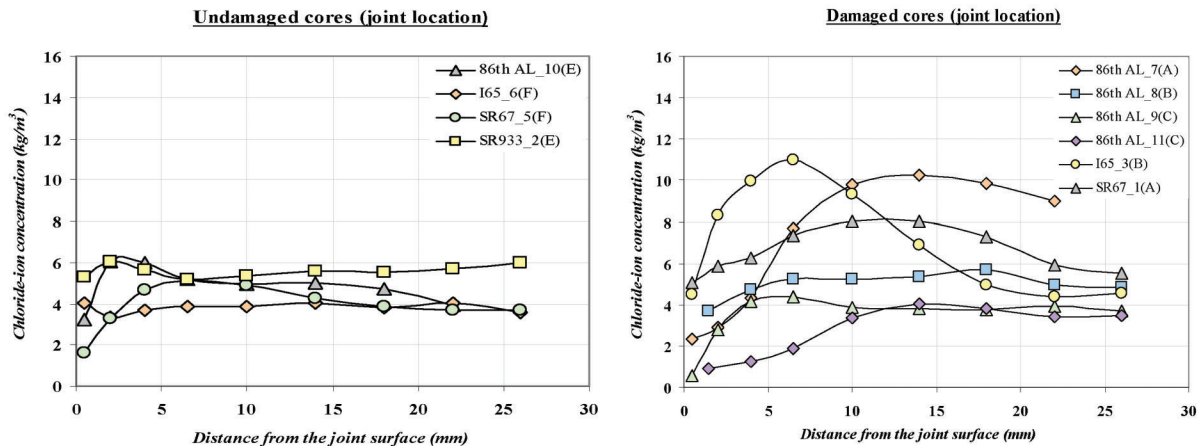 Undamaged cores (joint location)
Chloride-ion concentration (kg/m³)
16
14
12
10
8
6
4
2
0
0
5
10
15
20
25
30
Distance from the joint surface (mm)
86th AL_10(E)
I65_6(F)
SR67_5(F)
SR933_2(E)
Damaged cores (joint location)
Chloride-ion concentration (kg/m³)
16
14
12
10
8
6
4
2
0
0
5
10
15
20
25
30
Distance from the joint surface (mm)
86th AL_7(A)
86th AL_8(B)
86th AL_9(C)
86th AL_11(C)
I65_3(B)
SR67_1(A)